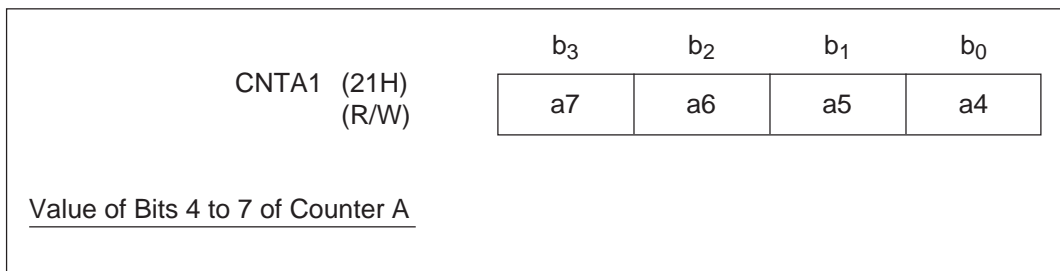 b3 b2 b1 b0
CNTA1 (21H) a7 a6 a5 a4
(R/W)
Value of Bits 4 to 7 of Counter A